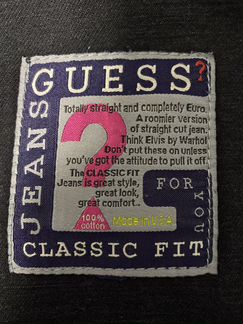 GUESS?
JEANS
Totally straight and completely Euro.
A roomier version
of straight cut jean.
Think Elvis by Warhol
Don't put these on unless
you've got the attitude to pull it off.
The CLASSIC FIT
Jeans is great style,
great look,
great comfort..
FOR
YOU
100%
cotton
Made in U.S.A
CLASSIC FIT